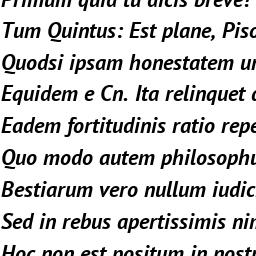 Primum quid tu dicis breve?
Tum Quintus: Est plane, Piso
Quodsi ipsam honestatem un
Equidem e Cn. Ita relinquet
Eadem fortitudinis ratio repe
Quo modo autem philosophu
Bestiarum vero nullum iudic
Sed in rebus apertissimis nim
Hoc non est positum in nostr